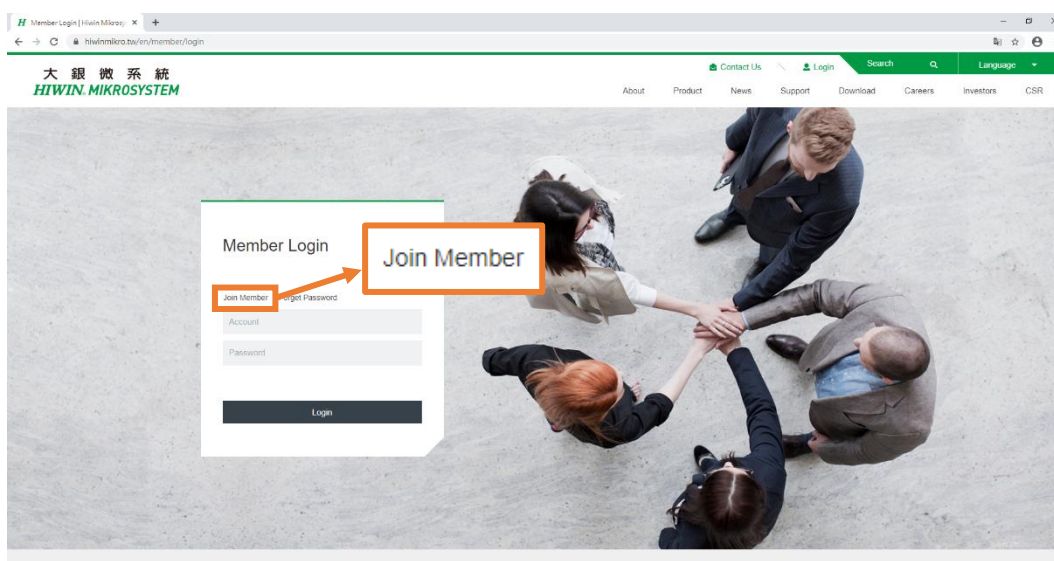 H Member Login | Hiwin Mikrosy × +
hiwinmikro.tw/en/member/login
大銀微系統
HIWIN MIKROSYSTEM
Contact Us Login Search Language
About Product News Support Download Careers Investors CSR
Member Login
Join Member
Join Member Forget Password
Account
Password
Login